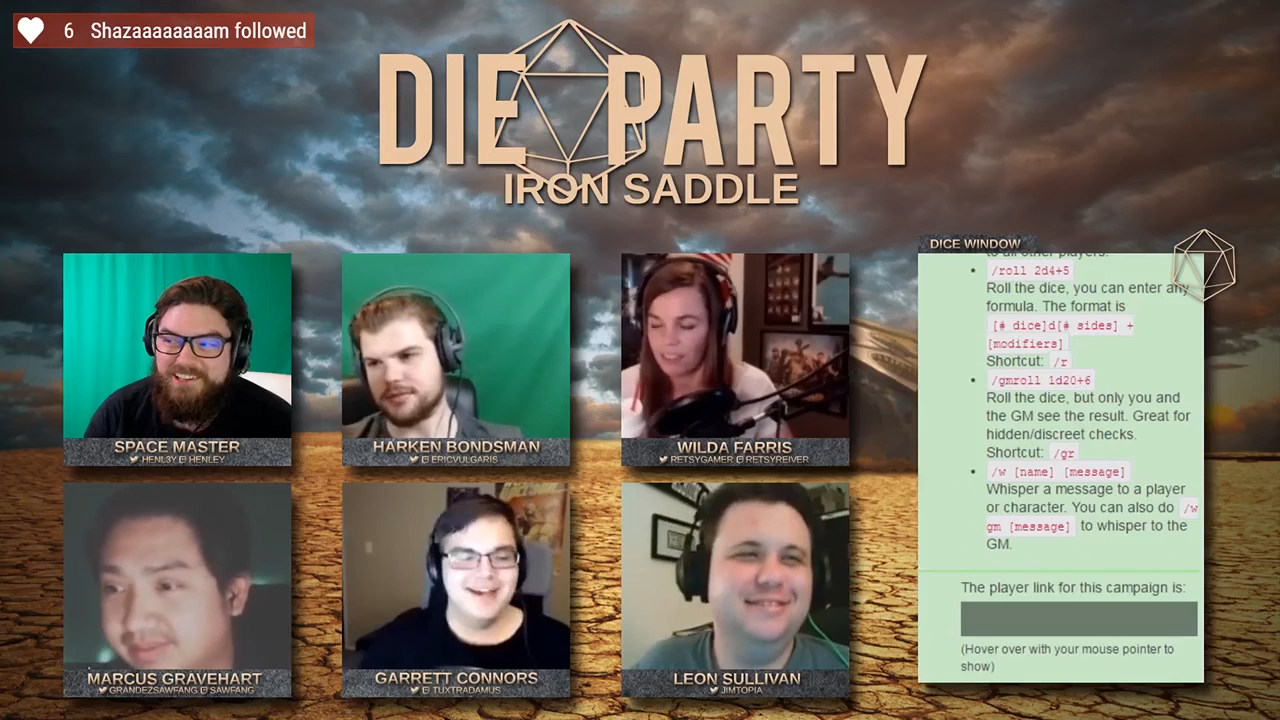 6 Shazaaaaaaaam followed
DIE PARTY
IRON SADDLE
SPACE MASTER
HENL3Y HENLEY
HARKEN BONDSMAN
ERICVULGARIS
WILDA FARRIS
RETSYGAMER RETSYREIVER
MARCUS GRAVEHART
GRANDEZSAWFANG SAWFANG
GARRETT CONNORS
TUXTRADAMUS
LEON SULLIVAN
JIMTOPIA
DICE WINDOW
to all other players.
/roll 2d4+5
Roll the dice, you can enter any
formula. The format is
[# dice]d[# sides] +
[modifiers]
Shortcut: /r
/gmroll 1d20+6
Roll the dice, but only you and
the GM see the result. Great for
hidden/discreet checks.
Shortcut: /gr
/w [name] [message]
Whisper a message to a player
or character. You can also do /w
gm [message] to whisper to the
GM.
The player link for this campaign is:
(Hover over with your mouse pointer to
show)